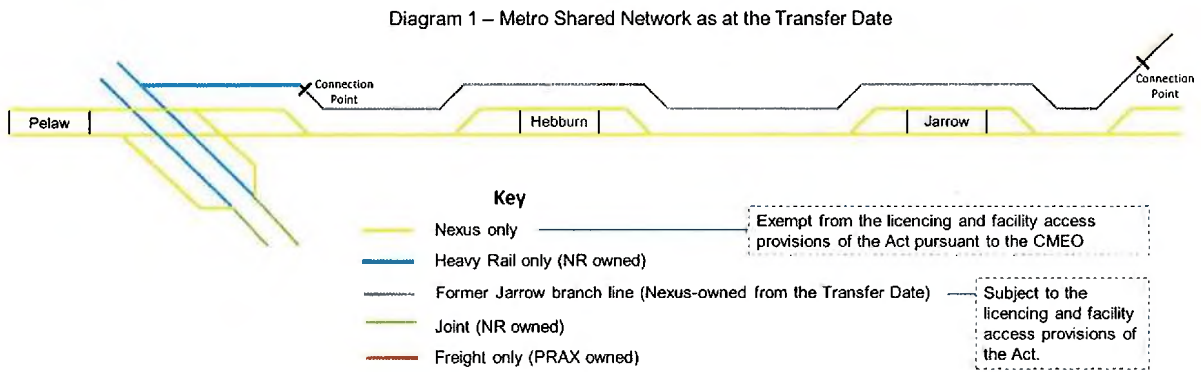 Diagram 1 – Metro Shared Network as at the Transfer Date
Connection
Point
Connection
Point
Pelaw
Hebburn
Jarrow
Key
Nexus only
Exempt from the licencing and facility access
provisions of the Act pursuant to the CMEO
Heavy Rail only (NR owned)
Former Jarrow branch line (Nexus-owned from the Transfer Date)
Subject to the
licencing and facility
access provisions of
the Act.
Joint (NR owned)
Freight only (PRAX owned)